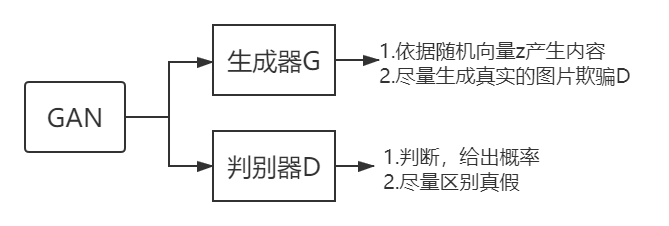 GAN
生成器G
1.依据随机向量z产生内容
2.尽量生成真实的图片欺骗D
判别器D
1.判断，给出概率
2.尽量区别真假